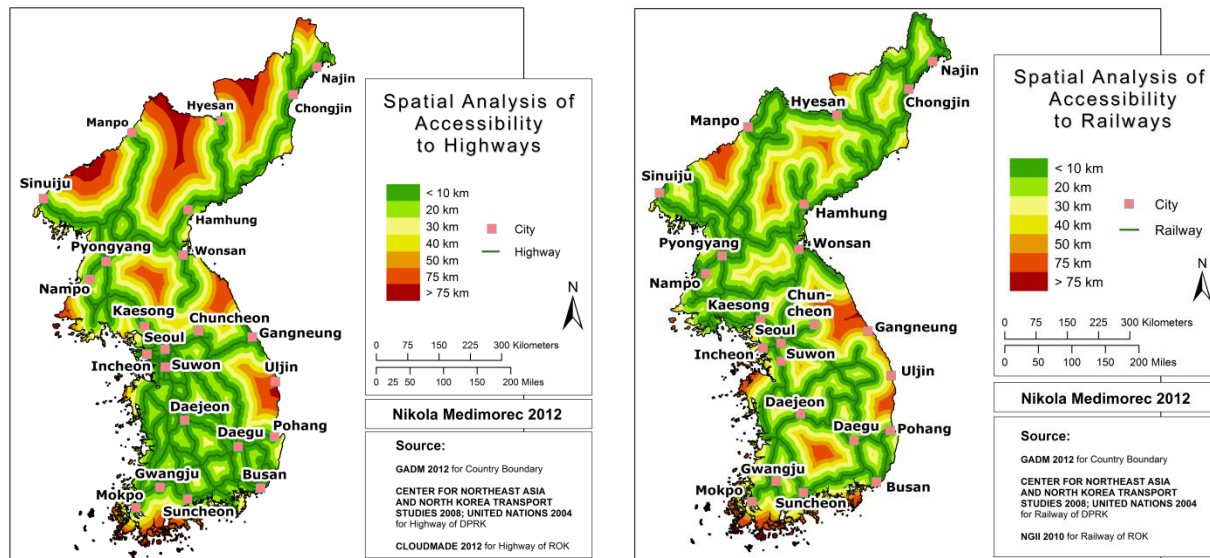 Najin
Hyesan
Chongjin
Manpo
Sinuiju
Hamhung
Pyongyang
Wonsan
Nampo
Kaesong
Chuncheon
Seoul
Gangneung
Incheon
Suwon
Uljin
Daejeon
Daegu
Pohang
Gwangju
Busan
Mokpo
Suncheon
Spatial Analysis of
Accessibility
to Highways
< 10 km
20 km
30 km
40 km
50 km
75 km
> 75 km
City
Highway
N
0 75 150 225 300 Kilometers
0 25 50 100 150 200 Miles
Nikola Medimorec 2012
Source:
GADM 2012 for Country Boundary
CENTER FOR NORTHEAST ASIA
AND NORTH KOREA TRANSPORT
STUDIES 2008; UNITED NATIONS 2004
for Highway of DPRK
CLOUDMADE 2012 for Highway of ROK
Najin
Hyesan
Chongjin
Manpo
Sinuiju
Hamhung
Pyongyang
Wonsan
Nampo
Kaesong
Chun-
cheon
Seoul
Gangneung
Incheon
Suwon
Uljin
Daejeon
Daegu
Pohang
Gwangju
Busan
Mokpo
Suncheon
Spatial Analysis of
Accessibility
to Railways
< 10 km
20 km
30 km
40 km
50 km
75 km
> 75 km
City
Railway
N
0 75 150 225 300 Kilometers
0 50 100 150 200 Miles
Nikola Medimorec 2012
Source:
GADM 2012 for Country Boundary
CENTER FOR NORTHEAST ASIA
AND NORTH KOREA TRANSPORT
STUDIES 2008; UNITED NATIONS 2004
for Railway of DPRK
NGII 2010 for Railway of ROK